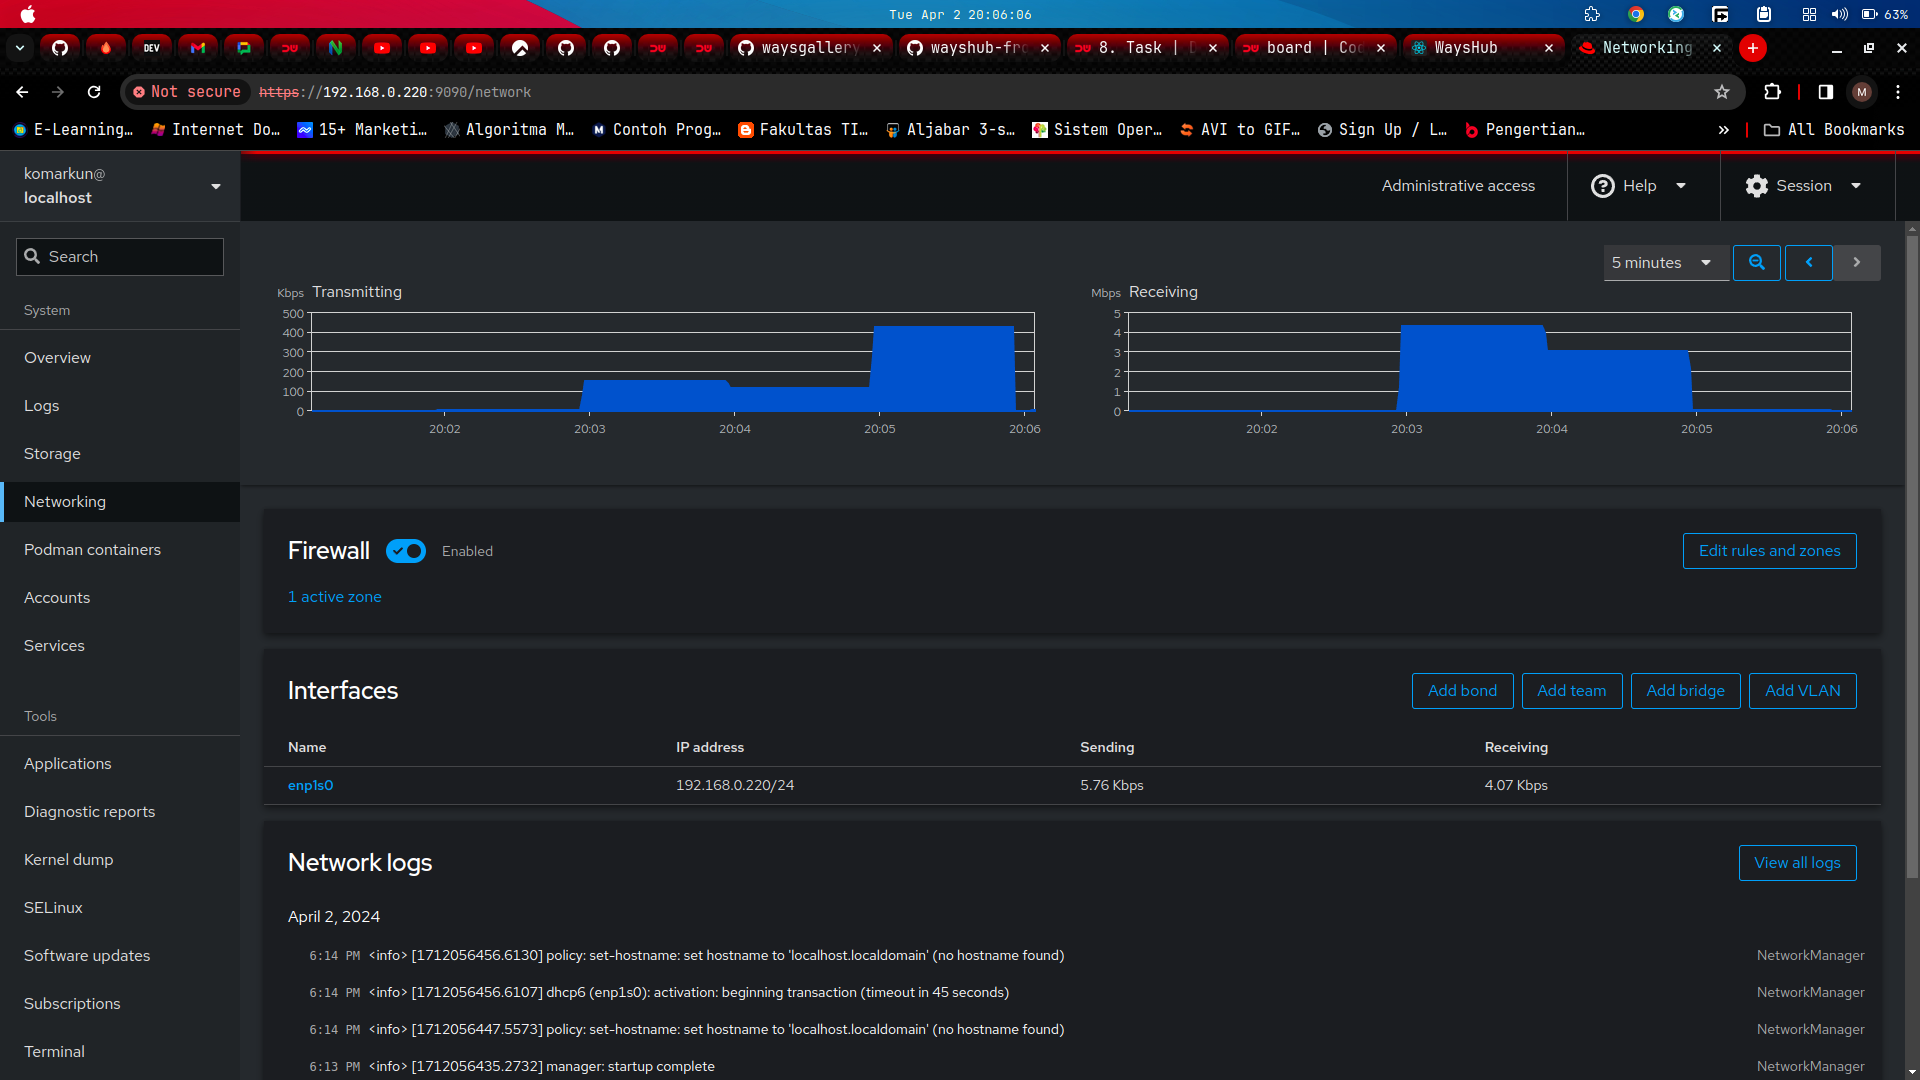 Tue Apr 2 20:06:06
63%
DEV
waysgallery
wayshub-fro
8. Task | D
board | Coo
WaysHub
Networking
Not secure
https://192.168.0.220:9090/network
M
E-Learning…
Internet Do…
15+ Marketi…
Algoritma M…
Contoh Prog…
Fakultas TI…
Aljabar 3-s…
Sistem Oper…
AVI to GIF…
Sign Up / L…
Pengertian…
»
All Bookmarks
komarkun@
localhost
Administrative access
Help
Session
Search
System
Overview
Logs
Storage
Networking
Podman containers
Accounts
Services
Tools
Applications
Diagnostic reports
Kernel dump
SELinux
Software updates
Subscriptions
Terminal
5 minutes
Kbps Transmitting
500
400
300
200
100
0
20:02 20:03 20:04 20:05 20:06
Mbps Receiving
5
4
3
2
1
0
20:02 20:03 20:04 20:05 20:06
Firewall Enabled
Edit rules and zones
1 active zone
Interfaces
Add bond
Add team
Add bridge
Add VLAN
Name IP address Sending Receiving
enp1s0 192.168.0.220/24 5.76 Kbps 4.07 Kbps
Network logs
View all logs
April 2, 2024
6:14 PM <info> [1712056456.6130] policy: set-hostname: set hostname to 'localhost.localdomain' (no hostname found) NetworkManager
6:14 PM <info> [1712056456.6107] dhcp6 (enp1s0): activation: beginning transaction (timeout in 45 seconds) NetworkManager
6:14 PM <info> [1712056447.5573] policy: set-hostname: set hostname to 'localhost.localdomain' (no hostname found) NetworkManager
6:13 PM <info> [1712056435.2732] manager: startup complete NetworkManager